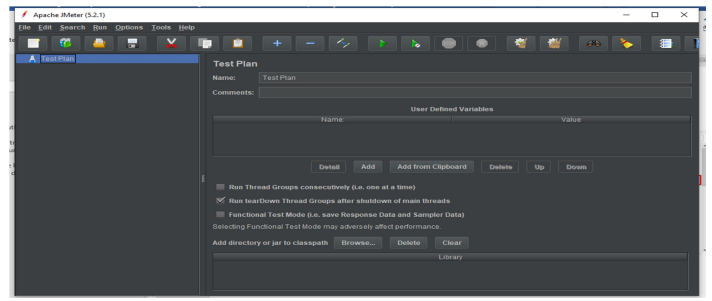 Apache JMeter (5.2.1)
File Edit Search Run Options Tools Help
Test Plan
Test Plan
Name: Test Plan
Comments:
User Defined Variables
Name: Value
Detail Add Add from Clipboard Delete Up Down
Run Thread Groups consecutively (i.e. one at a time)
Run tearDown Thread Groups after shutdown of main threads
Functional Test Mode (i.e. save Response Data and Sampler Data)
Selecting Functional Test Mode may adversely affect performance.
Add directory or jar to classpath Browse... Delete Clear
Library